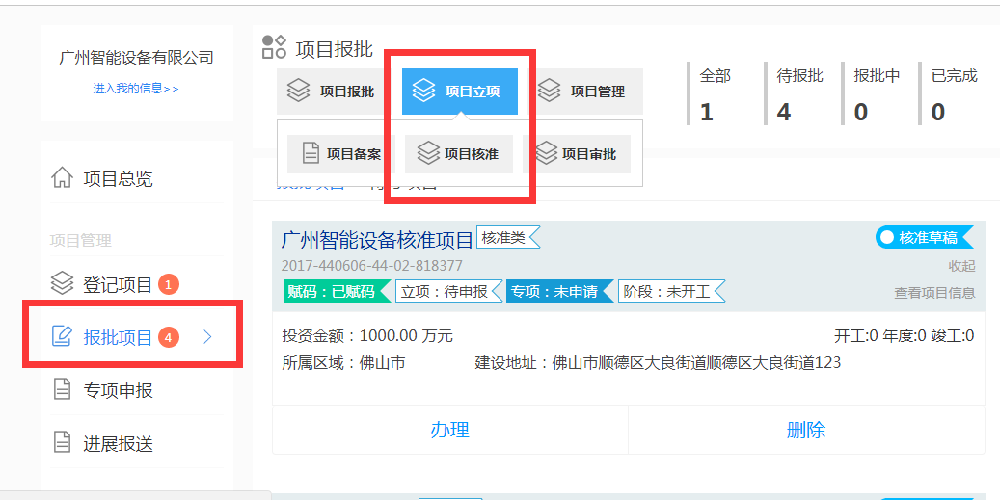 广州智能设备有限公司
进入我的信息>>
项目总览
项目管理
登记项目 1
报批项目 4
专项申报
进展报送
项目报批
项目报批 项目立项 项目管理
项目备案 项目核准 项目审批
全部 待报批 报批中 已完成
1 4 0 0
广州智能设备核准项目 核准类 核准草稿
2017-440606-44-02-818377 收起
赋码：已赋码 立项：待申报 专项：未申请 阶段：未开工 查看项目信息
投资金额：1000.00 万元 开工:0 年度:0 竣工:0
所属区域：佛山市 建设地址：佛山市顺德区大良街道顺德区大良街道123
办理 删除